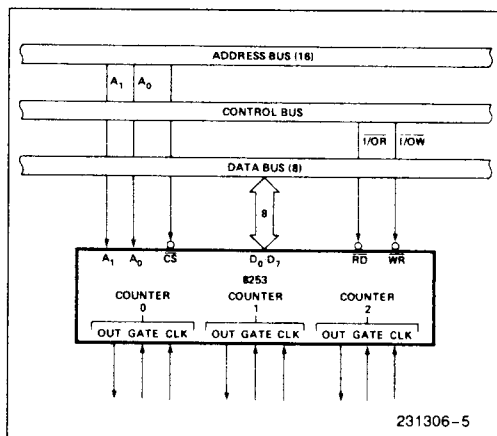 ADDRESS BUS (16)
A1 A0
CONTROL BUS
I/OR I/OW
DATA BUS (8)
8
A1 A0 CS D0 D7 RD WR
8253
COUNTER 0 COUNTER 1 COUNTER 2
OUT GATE CLK OUT GATE CLK OUT GATE CLK
231306-5